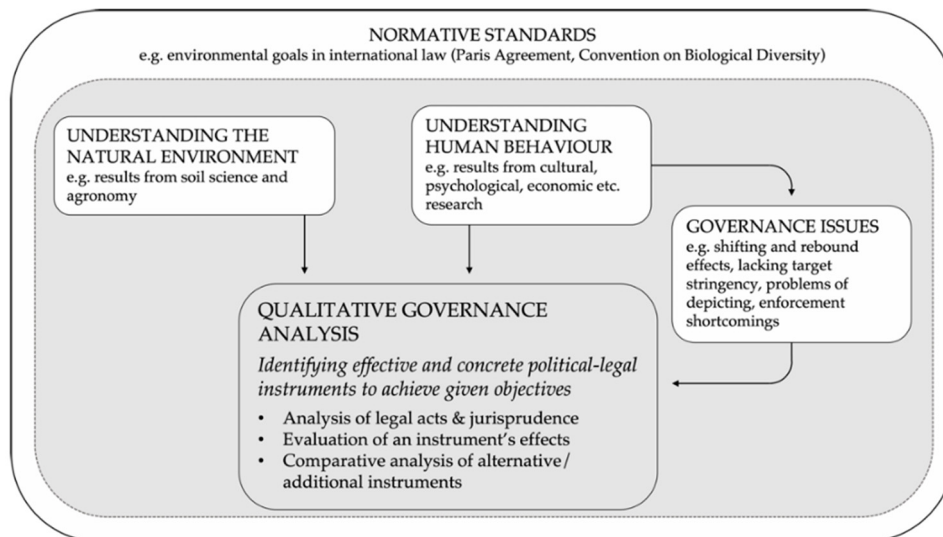 NORMATIVE STANDARDS
e.g. environmental goals in international law (Paris Agreement, Convention on Biological Diversity)
UNDERSTANDING THE
NATURAL ENVIRONMENT
e.g. results from soil science and
agronomy
UNDERSTANDING
HUMAN BEHAVIOUR
e.g. results from cultural,
psychological, economic etc.
research
GOVERNANCE ISSUES
e.g. shifting and rebound
effects, lacking target
stringency, problems of
depicting, enforcement
shortcomings
QUALITATIVE GOVERNANCE
ANALYSIS
Identifying effective and concrete political-legal
instruments to achieve given objectives
• Analysis of legal acts & jurisprudence
• Evaluation of an instrument's effects
• Comparative analysis of alternative/
additional instruments